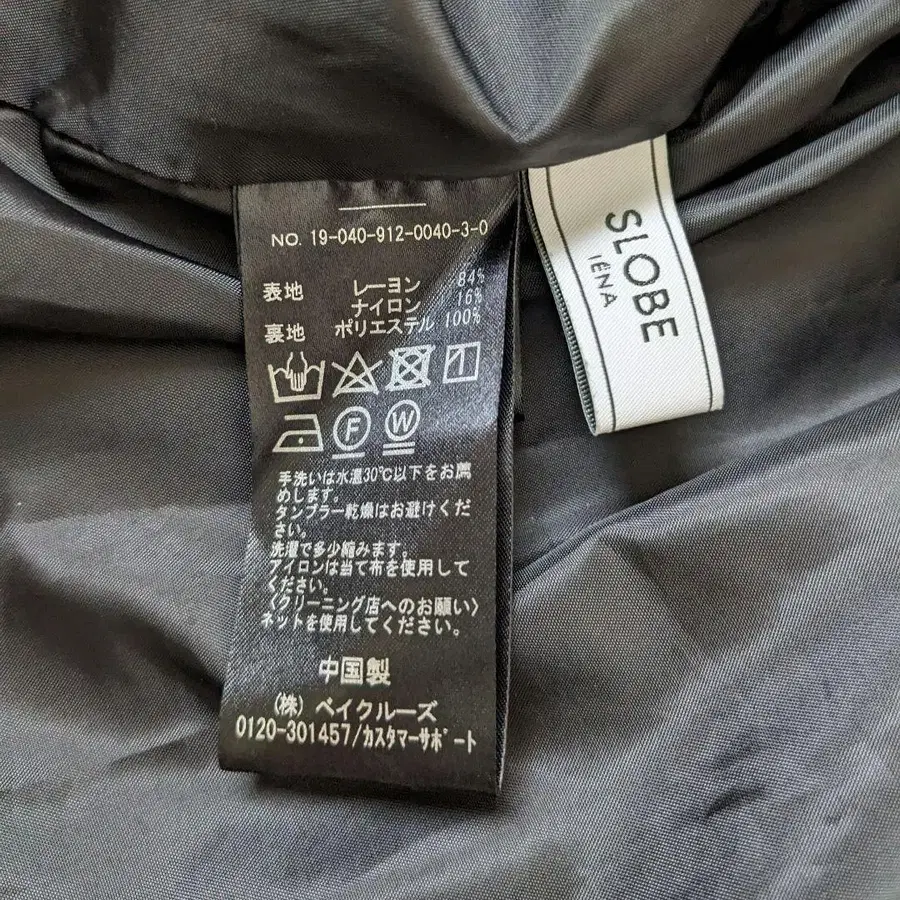 NO. 19-040-912-0040-3-0
表地 レーヨン 84%
ナイロン 16%
裏地 ポリエステル 100%
F W
手洗いは水温30℃以下をお薦
めします。
タンブラー乾燥はお避けくだ
さい。
洗濯で多少縮みます。
アイロンは当て布を使用して
ください。
〈クリーニング店へのお願い〉
ネットを使用してください。
中国製
(株) ベイクルーズ
0120-301457/カスタマーサポート
SLOBE
IÉNA